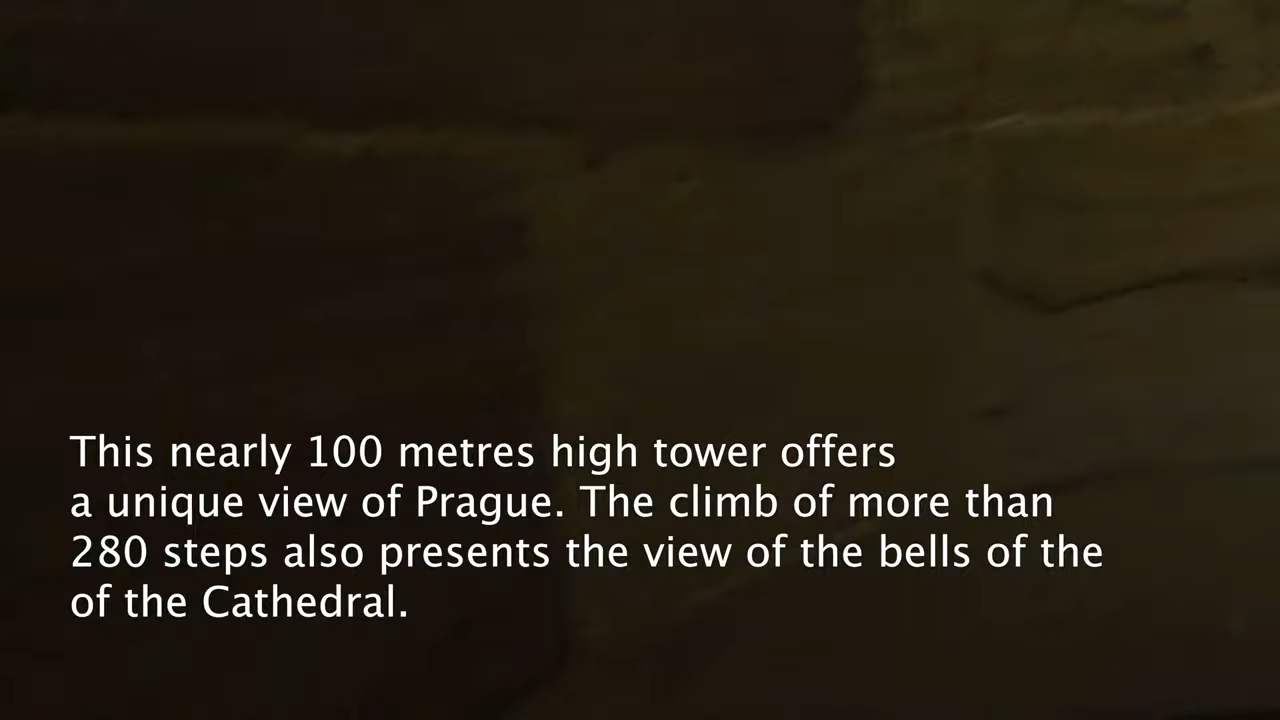 This nearly 100 metres high tower offers
a unique view of Prague. The climb of more than
280 steps also presents the view of the bells of the
of the Cathedral.